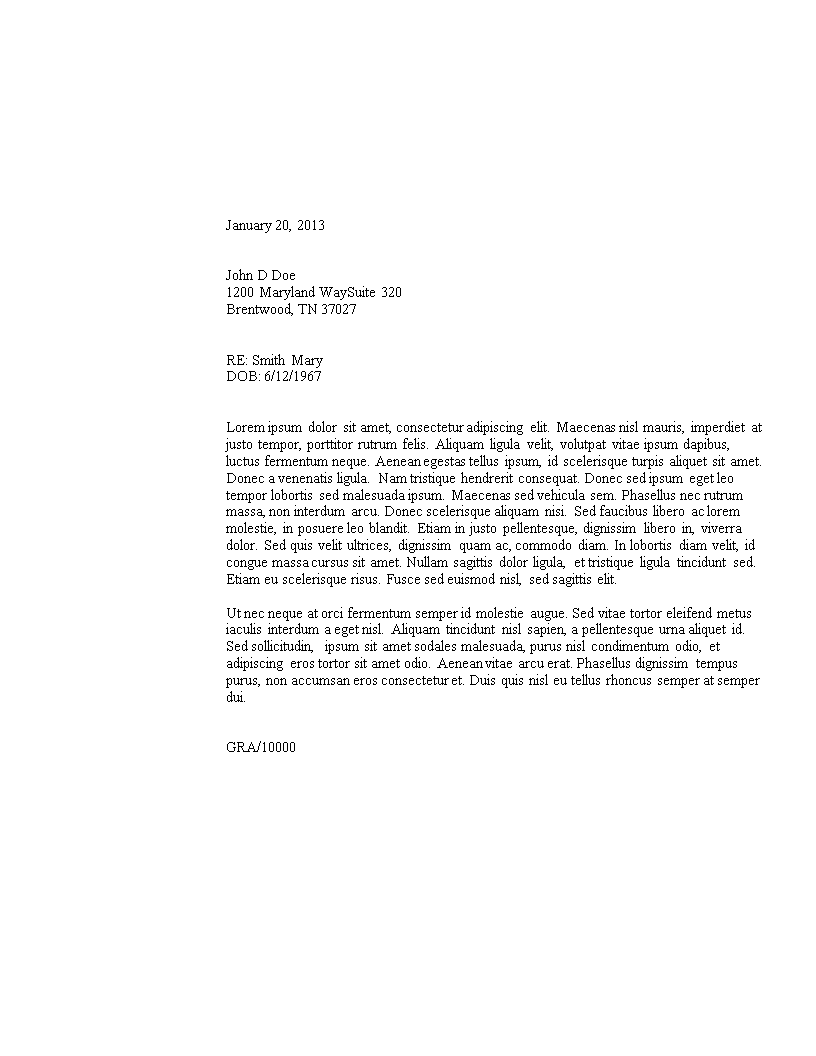 January 20, 2013
John D Doe
1200 Maryland WaySuite 320
Brentwood, TN 37027
RE: Smith Mary
DOB: 6/12/1967
Lorem ipsum dolor sit amet, consectetur adipiscing elit. Maecenas nisl mauris, imperdiet at
justo tempor, porttitor rutrum felis. Aliquam ligula velit, volutpat vitae ipsum dapibus,
luctus fermentum neque. Aenean egestas tellus ipsum, id scelerisque turpis aliquet sit amet.
Donec a venenatis ligula. Nam tristique hendrerit consequat. Donec sed ipsum eget leo
tempor lobortis sed malesuada ipsum. Maecenas sed vehicula sem. Phasellus nec rutrum
massa, non interdum arcu. Donec scelerisque aliquam nisi. Sed faucibus libero ac lorem
molestie, in posuere leo blandit. Etiam in justo pellentesque, dignissim libero in, viverra
dolor. Sed quis velit ultrices, dignissim quam ac, commodo diam. In lobortis diam velit, id
congue massa cursus sit amet. Nullam sagittis dolor ligula, et tristique ligula tincidunt sed.
Etiam eu scelerisque risus. Fusce sed euismod nisl, sed sagittis elit.
Ut nec neque at orci fermentum semper id molestie augue. Sed vitae tortor eleifend metus
iaculis interdum a eget nisl. Aliquam tincidunt nisl sapien, a pellentesque urna aliquet id.
Sed sollicitudin, ipsum sit amet sodales malesuada, purus nisl condimentum odio, et
adipiscing eros tortor sit amet odio. Aenean vitae arcu erat. Phasellus dignissim tempus
purus, non accumsan eros consectetur et. Duis quis nisl eu tellus rhoncus semper at semper
dui.
GRA/10000